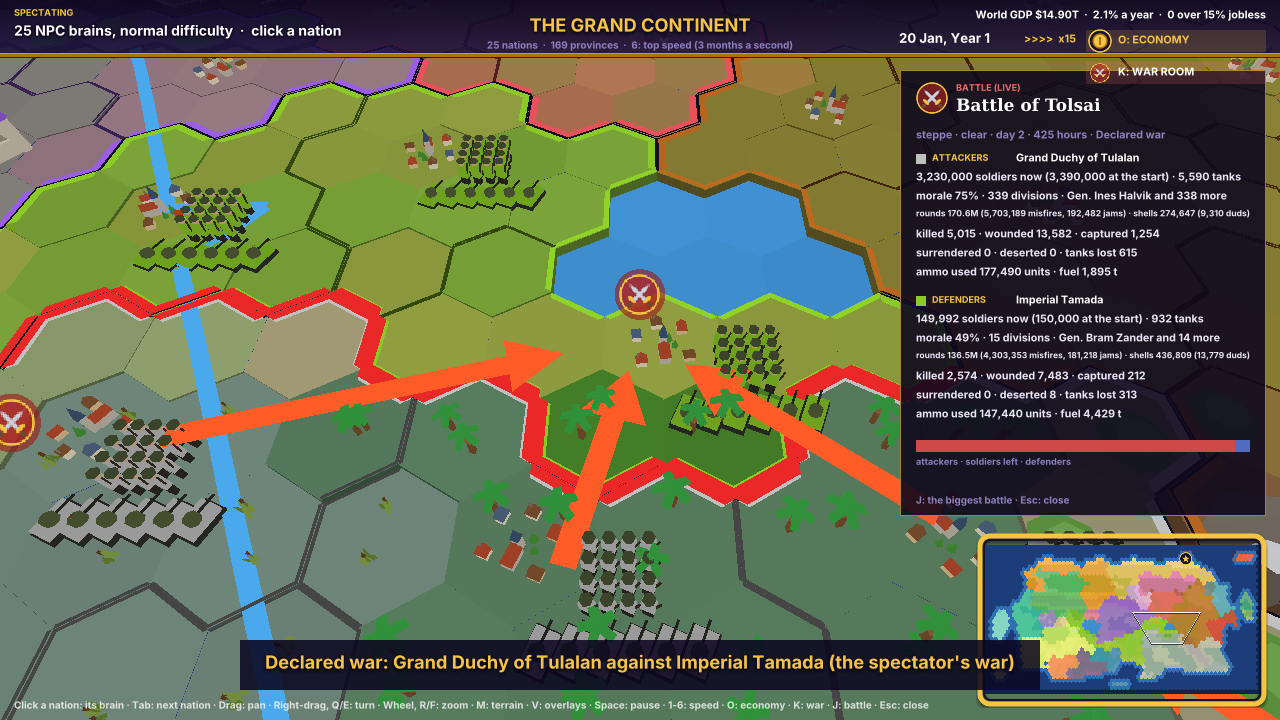 SPECTATING
25 NPC brains, normal difficulty · click a nation
THE GRAND CONTINENT
25 nations · 169 provinces · 6: top speed (3 months a second)
World GDP $14.90T · 2.1% a year · 0 over 15% jobless
20 Jan, Year 1
>>>> x15
O: ECONOMY
K: WAR ROOM
BATTLE (LIVE)
Battle of Tolsai
steppe · clear · day 2 · 425 hours · Declared war
ATTACKERS Grand Duchy of Tulalan
3,230,000 soldiers now (3,390,000 at the start) · 5,590 tanks
morale 75% · 339 divisions · Gen. Ines Halvik and 338 more
rounds 170.6M (5,703,189 misfires, 192,482 jams) · shells 274,647 (9,310 duds)
killed 5,015 · wounded 13,582 · captured 1,254
surrendered 0 · deserted 0 · tanks lost 615
ammo used 177,490 units · fuel 1,895 t
DEFENDERS Imperial Tamada
149,992 soldiers now (150,000 at the start) · 932 tanks
morale 49% · 15 divisions · Gen. Bram Zander and 14 more
rounds 136.5M (4,303,353 misfires, 181,218 jams) · shells 436,809 (13,779 duds)
killed 2,574 · wounded 7,483 · captured 212
surrendered 0 · deserted 8 · tanks lost 313
ammo used 147,440 units · fuel 4,429 t
attackers · soldiers left · defenders
J: the biggest battle · Esc: close
Declared war: Grand Duchy of Tulalan against Imperial Tamada (the spectator's war)
Click a nation: its brain · Tab: next nation · Drag: pan · Right-drag, Q/E: turn · Wheel, R/F: zoom · M: terrain · V: overlays · Space: pause · 1-6: speed · O: economy · K: war · J: battle · Esc: close